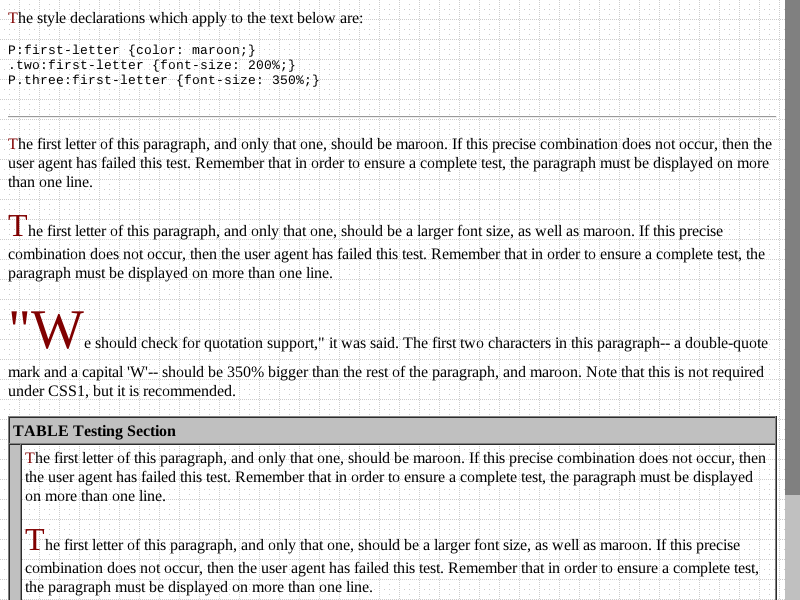 The style declarations which apply to the text below are:
P:first-letter {color: maroon;}
.two:first-letter {font-size: 200%;}
P.three:first-letter {font-size: 350%;}
The first letter of this paragraph, and only that one, should be maroon. If this precise combination does not occur, then the
user agent has failed this test. Remember that in order to ensure a complete test, the paragraph must be displayed on more
than one line.
The first letter of this paragraph, and only that one, should be a larger font size, as well as maroon. If this precise
combination does not occur, then the user agent has failed this test. Remember that in order to ensure a complete test, the
paragraph must be displayed on more than one line.
"We should check for quotation support," it was said. The first two characters in this paragraph-- a double-quote
mark and a capital 'W'-- should be 350% bigger than the rest of the paragraph, and maroon. Note that this is not required
under CSS1, but it is recommended.
TABLE Testing Section
The first letter of this paragraph, and only that one, should be maroon. If this precise combination does not occur, then
the user agent has failed this test. Remember that in order to ensure a complete test, the paragraph must be displayed
on more than one line.
The first letter of this paragraph, and only that one, should be a larger font size, as well as maroon. If this precise
combination does not occur, then the user agent has failed this test. Remember that in order to ensure a complete test,
the paragraph must be displayed on more than one line.